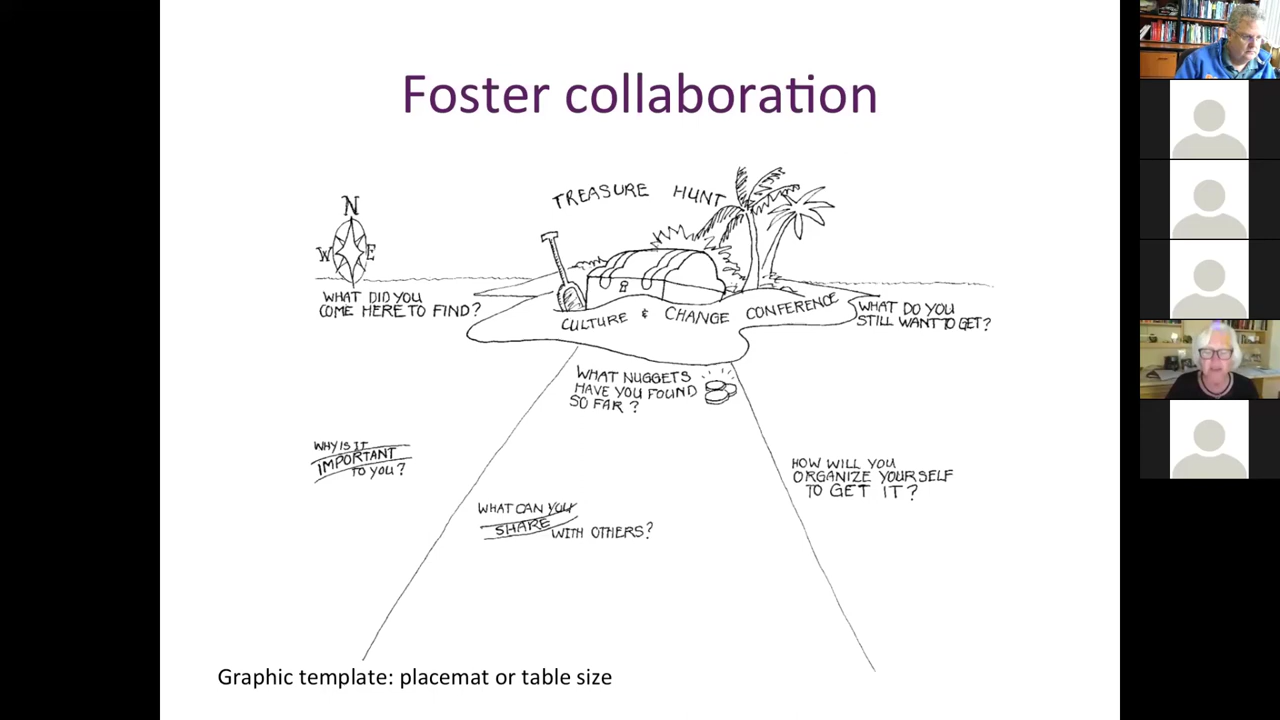 Foster collaboration
TREASURE HUNT
N
W E
WHAT DID YOU
COME HERE TO FIND?
CULTURE & CHANGE CONFERENCE
WHAT DO YOU
STILL WANT TO GET?
WHAT NUGGETS
HAVE YOU FOUND
SO FAR?
WHY IS IT
IMPORTANT
TO YOU?
HOW WILL YOU
ORGANIZE YOURSELF
TO GET IT?
WHAT CAN YOU
SHARE
WITH OTHERS?
Graphic template: placemat or table size